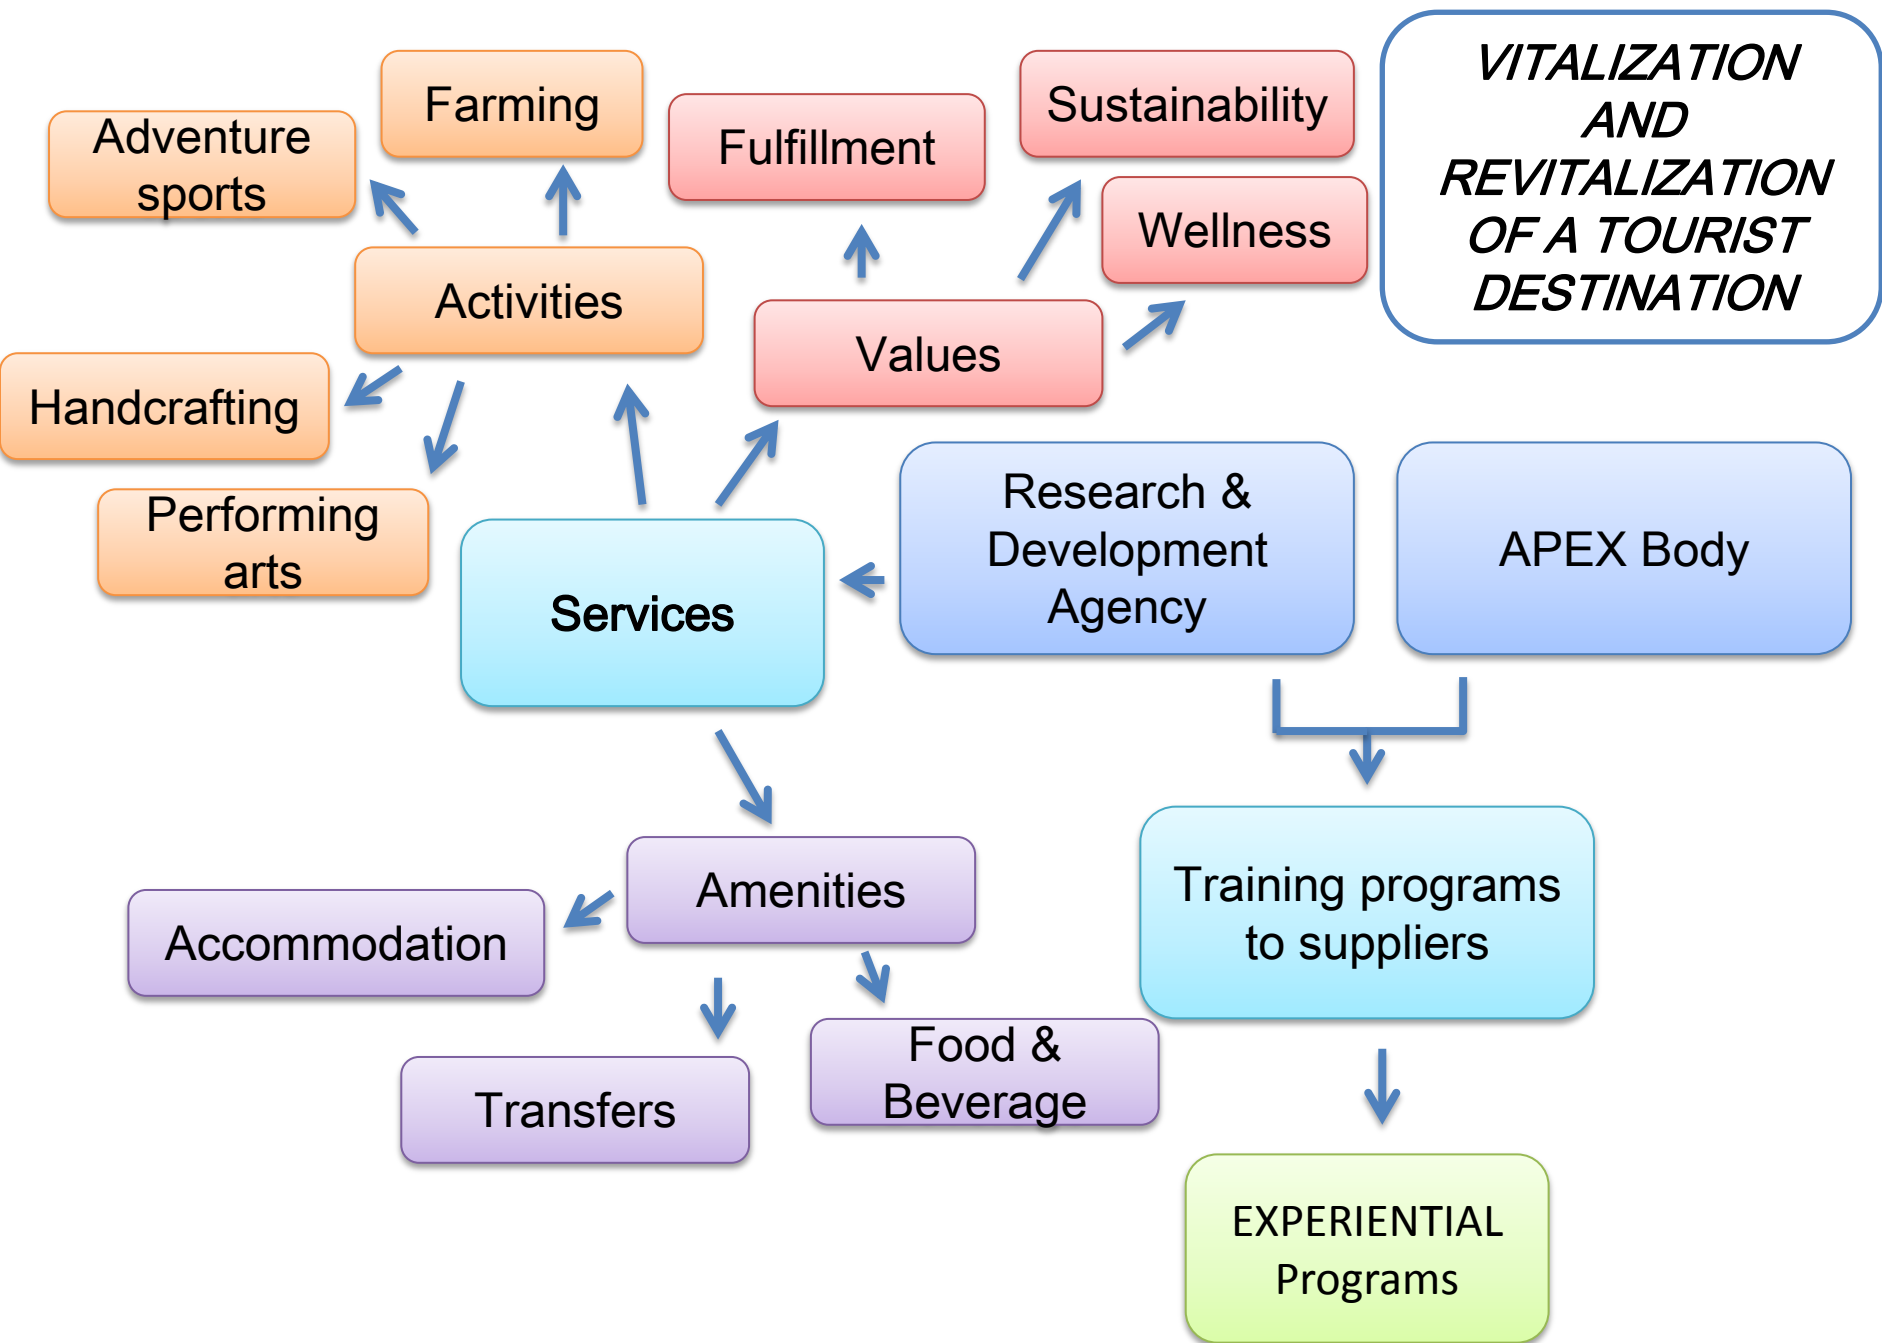 Farming
Adventure
sports
Fulfillment
Sustainability
Wellness
VITALIZATION
AND
REVITALIZATION
OF A TOURIST
DESTINATION
Activities
Values
Handcrafting
Performing
arts
Services
Research &
Development
Agency
APEX Body
Amenities
Accommodation
Transfers
Food &
Beverage
Training programs
to suppliers
EXPERIENTIAL
Programs